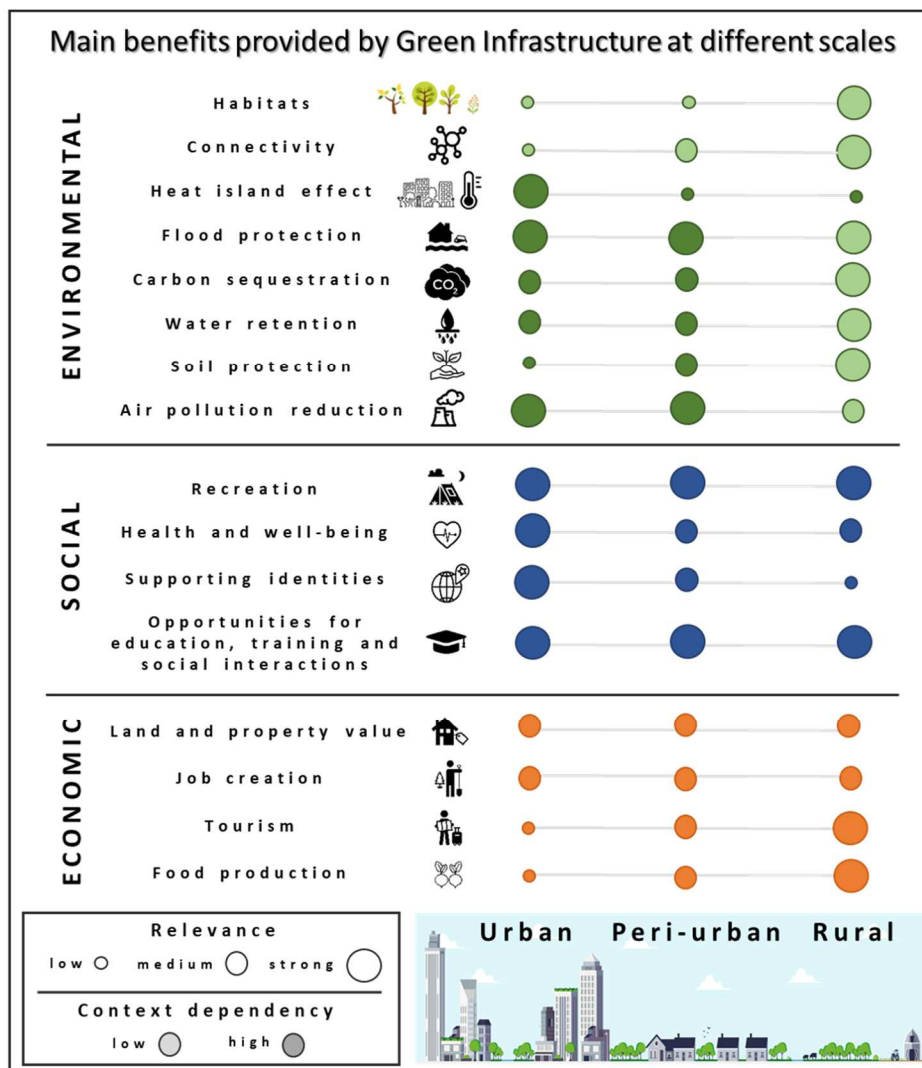 Main benefits provided by Green Infrastructure at different scales
ENVIRONMENTAL
Habitats
Connectivity
Heat island effect
Flood protection
Carbon sequestration
CO2
Water retention
Soil protection
Air pollution reduction
SOCIAL
Recreation
Health and well-being
Supporting identities
Opportunities for
education, training and
social interactions
ECONOMIC
Land and property value
Job creation
Tourism
Food production
Relevance
low medium strong
Context dependency
low high
Urban Peri-urban Rural